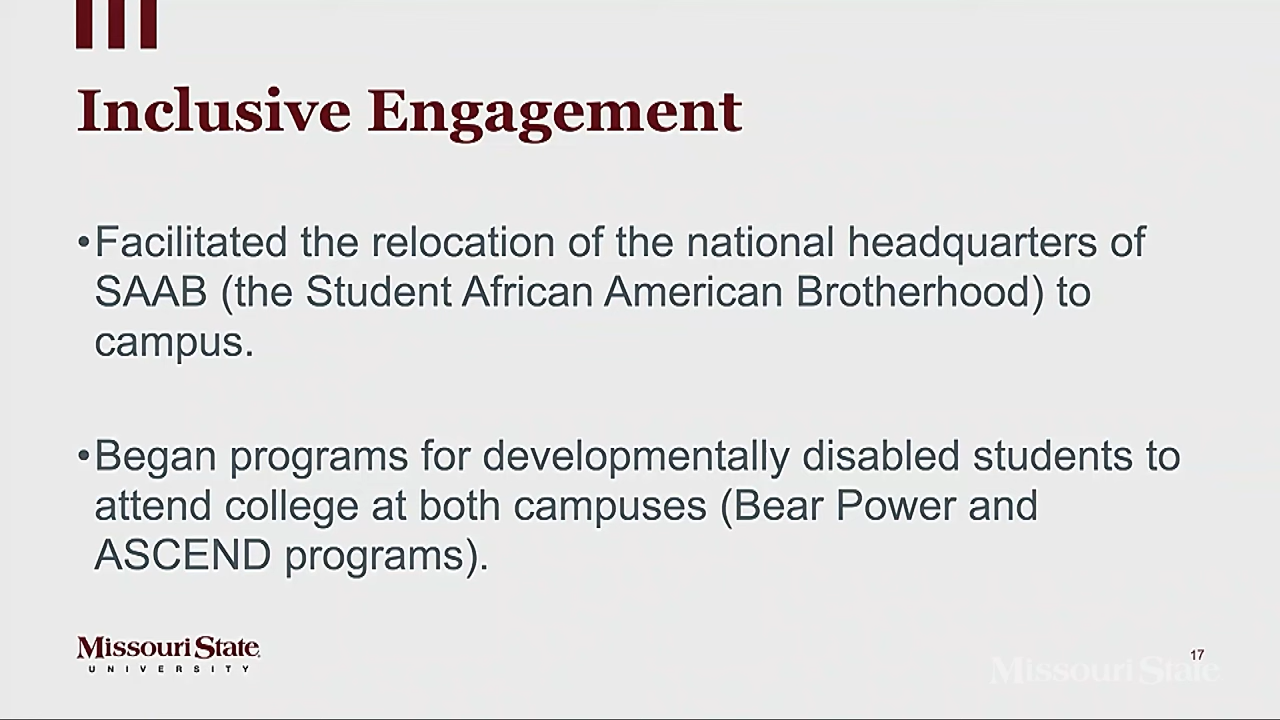 Inclusive Engagement
•Facilitated the relocation of the national headquarters of
SAAB (the Student African American Brotherhood) to
campus.
•Began programs for developmentally disabled students to
attend college at both campuses (Bear Power and
ASCEND programs).
Missouri State
UNIVERSITY
17
Missouri State